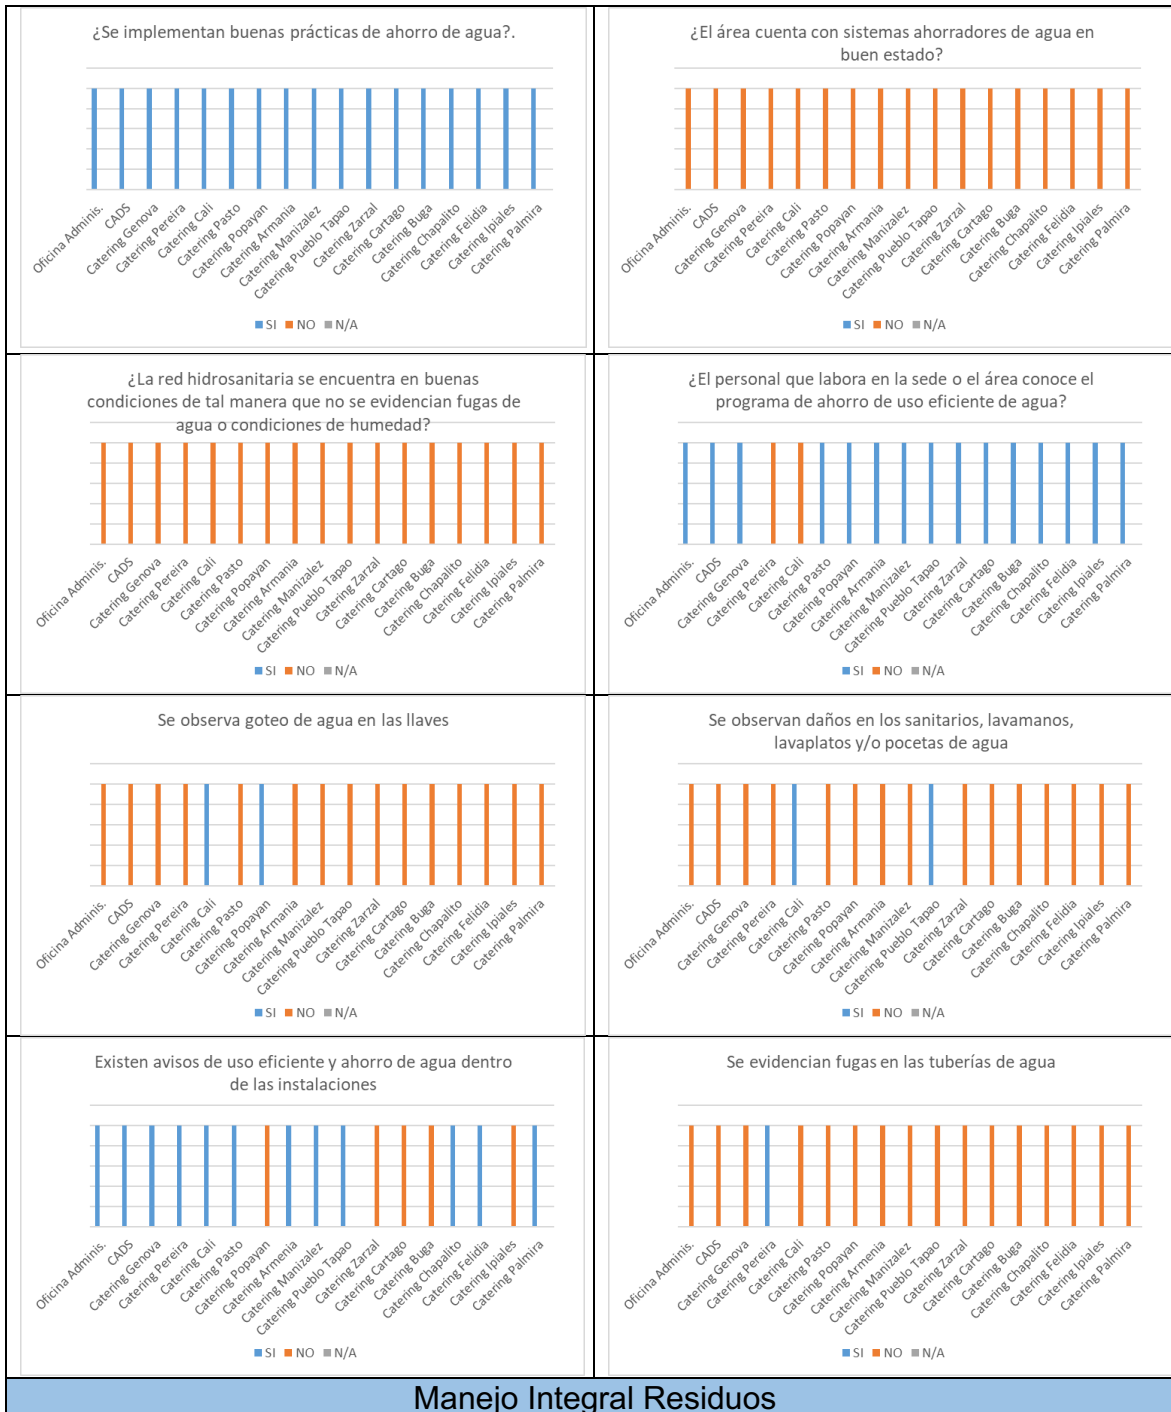 ¿Se implementan buenas prácticas de ahorro de agua?.
Oficina Adminis.
CADS
Catering Genova
Catering Pereira
Catering Cali
Catering Pasto
Catering Popayan
Catering Armania
Catering Manizalez
Catering Pueblo Tapao
Catering Zarzal
Catering Cartago
Catering Buga
Catering Chapalito
Catering Felidia
Catering Ipiales
Catering Palmira
SI NO N/A
¿El área cuenta con sistemas ahorradores de agua en
buen estado?
Oficina Adminis.
CADS
Catering Genova
Catering Pereira
Catering Cali
Catering Pasto
Catering Popayan
Catering Armania
Catering Manizalez
Catering Pueblo Tapao
Catering Zarzal
Catering Cartago
Catering Buga
Catering Chapalito
Catering Felidia
Catering Ipiales
Catering Palmira
SI NO N/A
¿La red hidrosanitaria se encuentra en buenas
condiciones de tal manera que no se evidencian fugas de
agua o condiciones de humedad?
Oficina Adminis.
CADS
Catering Genova
Catering Pereira
Catering Cali
Catering Pasto
Catering Popayan
Catering Armania
Catering Manizalez
Catering Pueblo Tapao
Catering Zarzal
Catering Cartago
Catering Buga
Catering Chapalito
Catering Felidia
Catering Ipiales
Catering Palmira
SI NO N/A
¿El personal que labora en la sede o el área conoce el
programa de ahorro de uso eficiente de agua?
Oficina Adminis.
CADS
Catering Genova
Catering Pereira
Catering Cali
Catering Pasto
Catering Popayan
Catering Armania
Catering Manizalez
Catering Pueblo Tapao
Catering Zarzal
Catering Cartago
Catering Buga
Catering Chapalito
Catering Felidia
Catering Ipiales
Catering Palmira
SI NO N/A
Se observa goteo de agua en las llaves
Oficina Adminis.
CADS
Catering Genova
Catering Pereira
Catering Cali
Catering Pasto
Catering Popayan
Catering Armania
Catering Manizalez
Catering Pueblo Tapao
Catering Zarzal
Catering Cartago
Catering Buga
Catering Chapalito
Catering Felidia
Catering Ipiales
Catering Palmira
SI NO N/A
Se observan daños en los sanitarios, lavamanos,
lavaplatos y/o pocetas de agua
Oficina Adminis.
CADS
Catering Genova
Catering Pereira
Catering Cali
Catering Pasto
Catering Popayan
Catering Armania
Catering Manizalez
Catering Pueblo Tapao
Catering Zarzal
Catering Cartago
Catering Buga
Catering Chapalito
Catering Felidia
Catering Ipiales
Catering Palmira
SI NO N/A
Existen avisos de uso eficiente y ahorro de agua dentro
de las instalaciones
Oficina Adminis.
CADS
Catering Genova
Catering Pereira
Catering Cali
Catering Pasto
Catering Popayan
Catering Armenia
Catering Manizalez
Catering Pueblo Tapao
Catering Zarzal
Catering Cartago
Catering Buga
Catering Chapalito
Catering Felidia
Catering Ipiales
Catering Palmira
SI NO N/A
Se evidencian fugas en las tuberías de agua
Oficina Adminis.
CADS
Catering Genova
Catering Pereira
Catering Cali
Catering Pasto
Catering Popayan
Catering Armenia
Catering Manizalez
Catering Pueblo Tapao
Catering Zarzal
Catering Cartago
Catering Buga
Catering Chapalito
Catering Felidia
Catering Ipiales
Catering Palmira
SI NO N/A
Manejo Integral Residuos